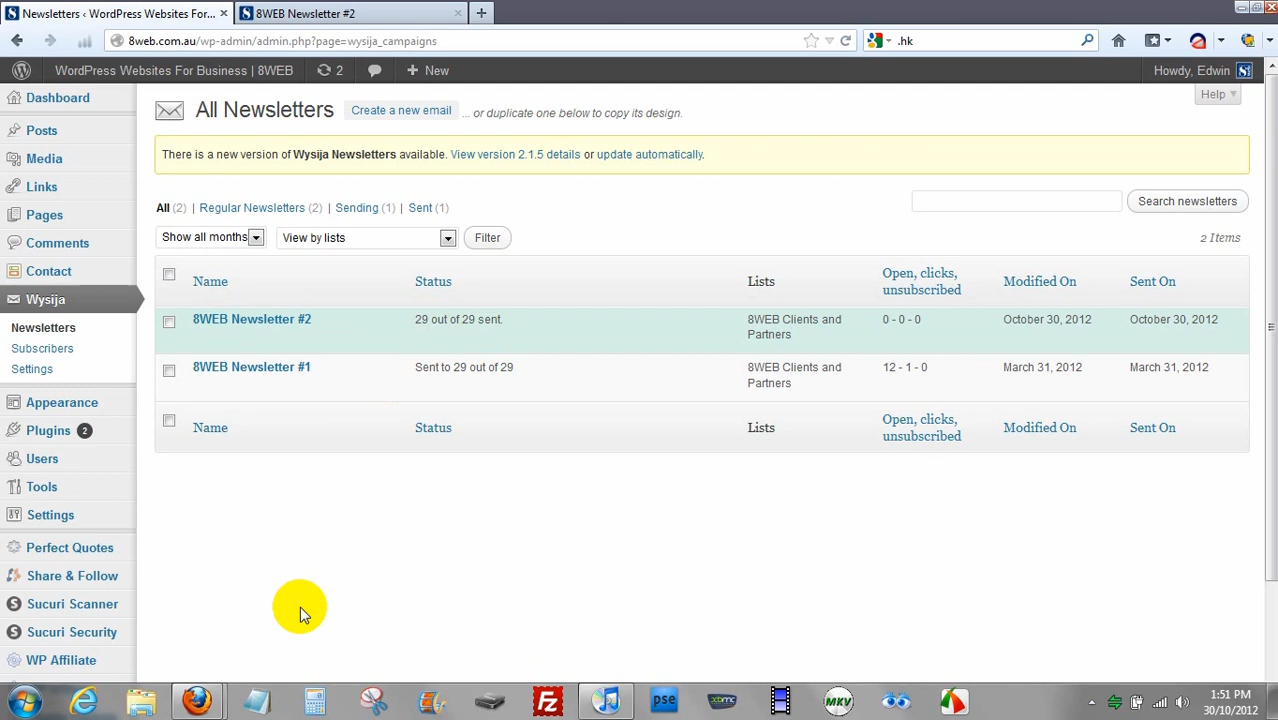 Newsletters ‹ WordPress Websites For... ×
8WEB Newsletter #2 ×
8web.com.au/wp-admin/admin.php?page=wysija_campaigns
.hk
WordPress Websites For Business | 8WEB
2
New
Howdy, Edwin
Dashboard
Posts
Media
Links
Pages
Comments
Contact
Wysija
Newsletters
Subscribers
Settings
Appearance
Plugins 2
Users
Tools
Settings
Perfect Quotes
Share & Follow
Sucuri Scanner
Sucuri Security
WP Affiliate
Help
All Newsletters Create a new email ... or duplicate one below to copy its design.
There is a new version of Wysija Newsletters available. View version 2.1.5 details or update automatically.
All (2) | Regular Newsletters (2) | Sending (1) | Sent (1)
Search newsletters
Show all months View by lists Filter
2 Items
Name Status Lists Open, clicks, unsubscribed Modified On Sent On
8WEB Newsletter #2 29 out of 29 sent. 8WEB Clients and Partners 0 - 0 - 0 October 30, 2012 October 30, 2012
8WEB Newsletter #1 Sent to 29 out of 29 8WEB Clients and Partners 12 - 1 - 0 March 31, 2012 March 31, 2012
Name Status Lists Open, clicks, unsubscribed Modified On Sent On
Fz
pse
xbmc
MKV
1:51 PM
30/10/2012